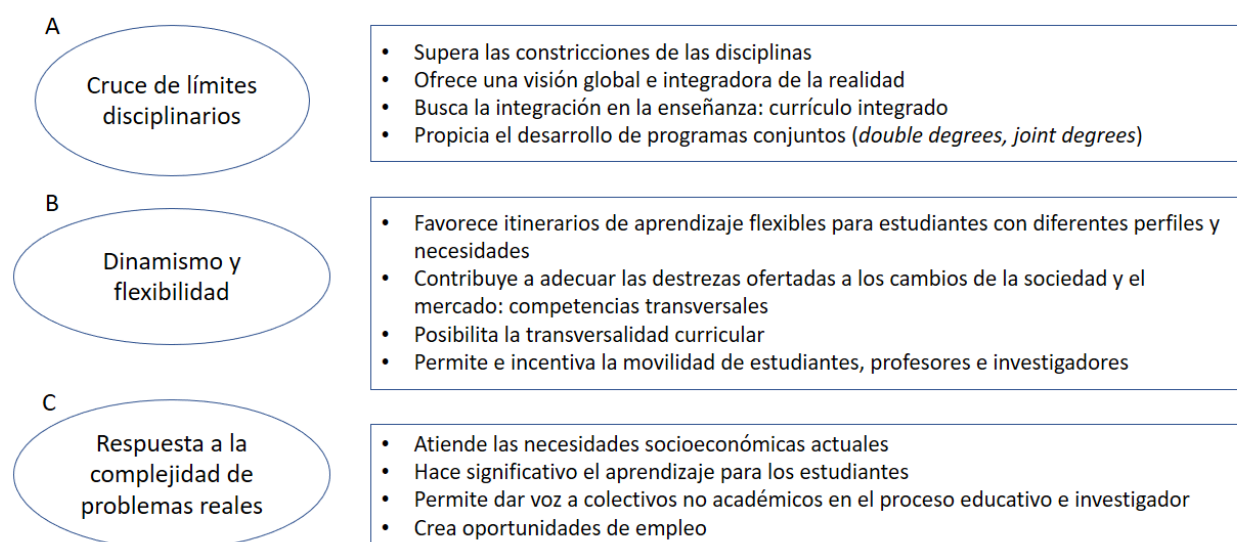 A
Cruce de límites
disciplinarios
• Supera las constricciones de las disciplinas
• Ofrece una visión global e integradora de la realidad
• Busca la integración en la enseñanza: currículo integrado
• Propicia el desarrollo de programas conjuntos (double degrees, joint degrees)
B
Dinamismo y
flexibilidad
• Favorece itinerarios de aprendizaje flexibles para estudiantes con diferentes perfiles y
necesidades
• Contribuye a adecuar las destrezas ofertadas a los cambios de la sociedad y el
mercado: competencias transversales
• Posibilita la transversalidad curricular
• Permite e incentiva la movilidad de estudiantes, profesores e investigadores
C
Respuesta a la
complejidad de
problemas reales
• Atiende las necesidades socioeconómicas actuales
• Hace significativo el aprendizaje para los estudiantes
• Permite dar voz a colectivos no académicos en el proceso educativo e investigador
• Crea oportunidades de empleo